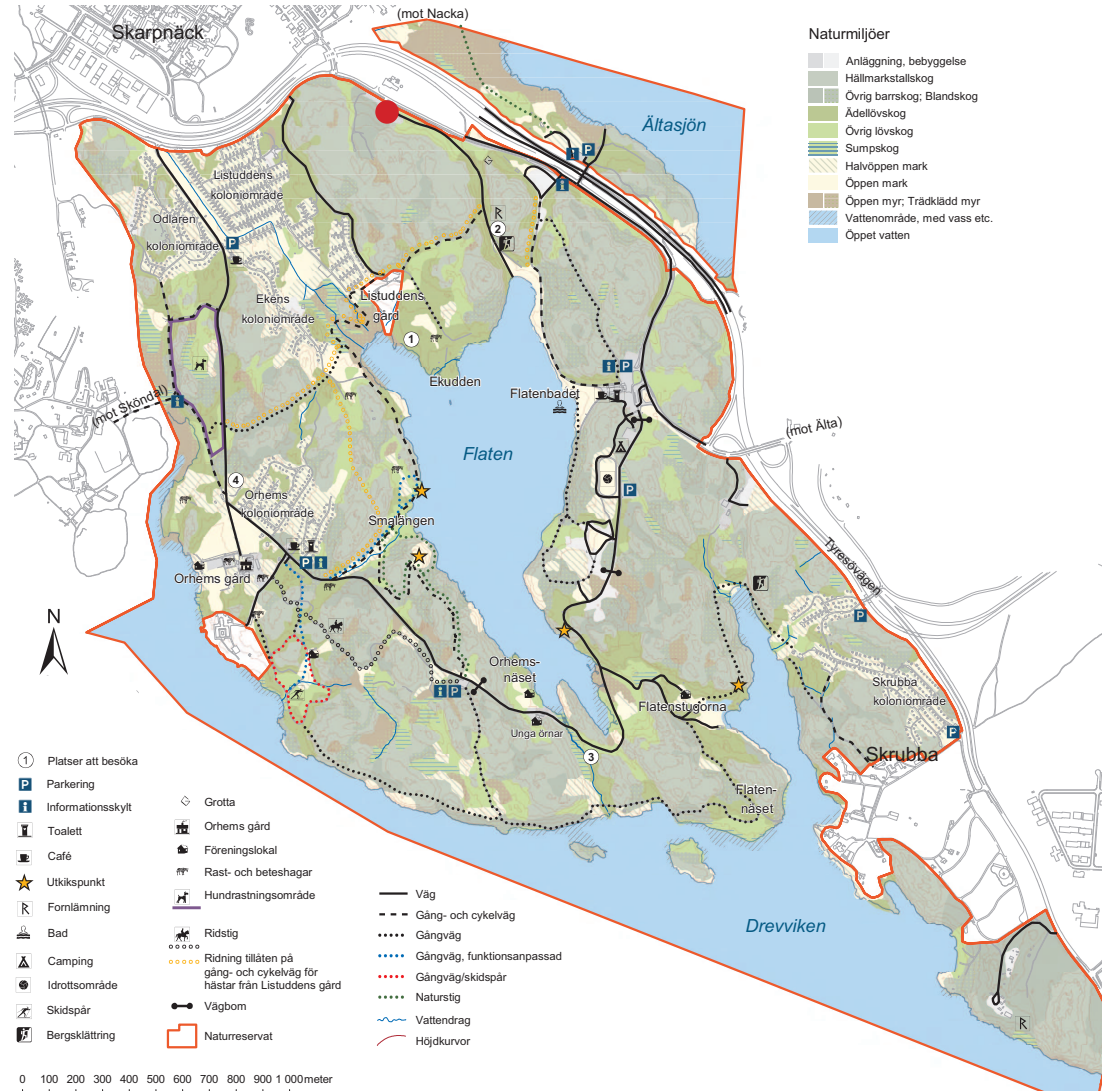 (mot Nacka)
Skarpnäck
Naturmiljöer
Anläggning, bebyggelse
Hällmarkstallskog
Övrig barrskog; Blandskog
Ädellövskog
Övrig lövskog
Sumpskog
Halvöppen mark
Öppen mark
Öppen myr; Trädklädd myr
Vattenområde, med vass etc.
Öppet vatten
Ältasjön
P
Listuddens
koloniområde
Odlaren
koloniområde
R
2
P
Ekens
koloniområde
Listuddens
gård
1
Ekudden
P
Flatenbadet
(mot Sköndal)
(mot Älta)
Flaten
4
Orhems
koloniområde
P
Smalängen
Tyresövägen
P
Orhems gård
P
N
Orhems-
näset
P
Unga örnar
Flatenstugorna
Skrubba
koloniområde
P
Skrubba
3
Flaten-
näset
Drevviken
R
1 Platser att besöka
P Parkering
i Informationsskylt
Toalett
Café
Utkikspunkt
R Fornlämning
Bad
Camping
Idrottsområde
Skidspår
Bergsklättring
Grotta
Orhems gård
Föreningslokal
Rast- och beteshagar
Hundrastningsområde
Ridstig
Ridning tillåten på
gång- och cykelväg för
hästar från Listuddens gård
Vägbom
Naturreservat
Väg
Gång- och cykelväg
Gångväg
Gångväg, funktionsanpassad
Gångväg/skidspår
Naturstig
Vattendrag
Höjdkurvor
0 100 200 300 400 500 600 700 800 900 1 000 meter